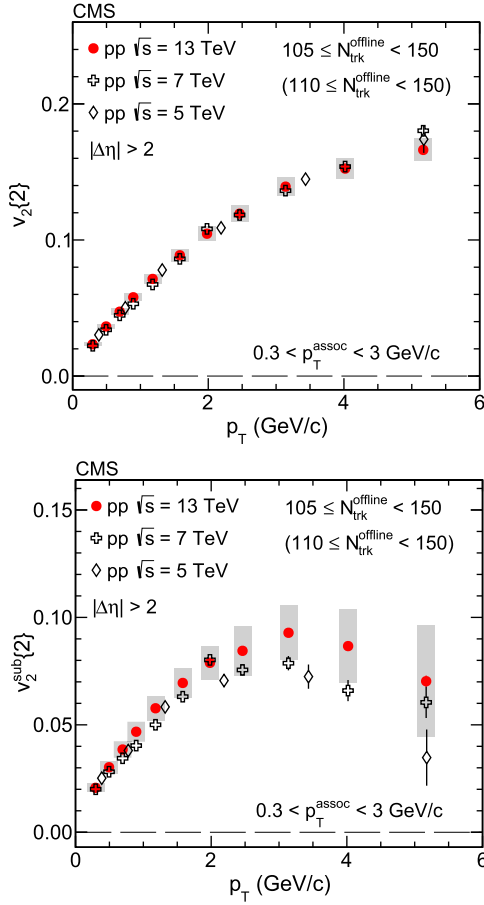 CMS
pp √s = 13 TeV
105 ≤ N_trk^offline < 150
pp √s = 7 TeV
(110 ≤ N_trk^offline < 150)
pp √s = 5 TeV
|Δη| > 2
0.2
0.1
0.0
v₂{2}
0.3 < p_T^assoc < 3 GeV/c
0 2 4 6
p_T (GeV/c)
CMS
pp √s = 13 TeV
105 ≤ N_trk^offline < 150
pp √s = 7 TeV
(110 ≤ N_trk^offline < 150)
pp √s = 5 TeV
|Δη| > 2
0.15
0.10
0.05
0.00
v₂^sub{2}
0.3 < p_T^assoc < 3 GeV/c
0 2 4 6
p_T (GeV/c)